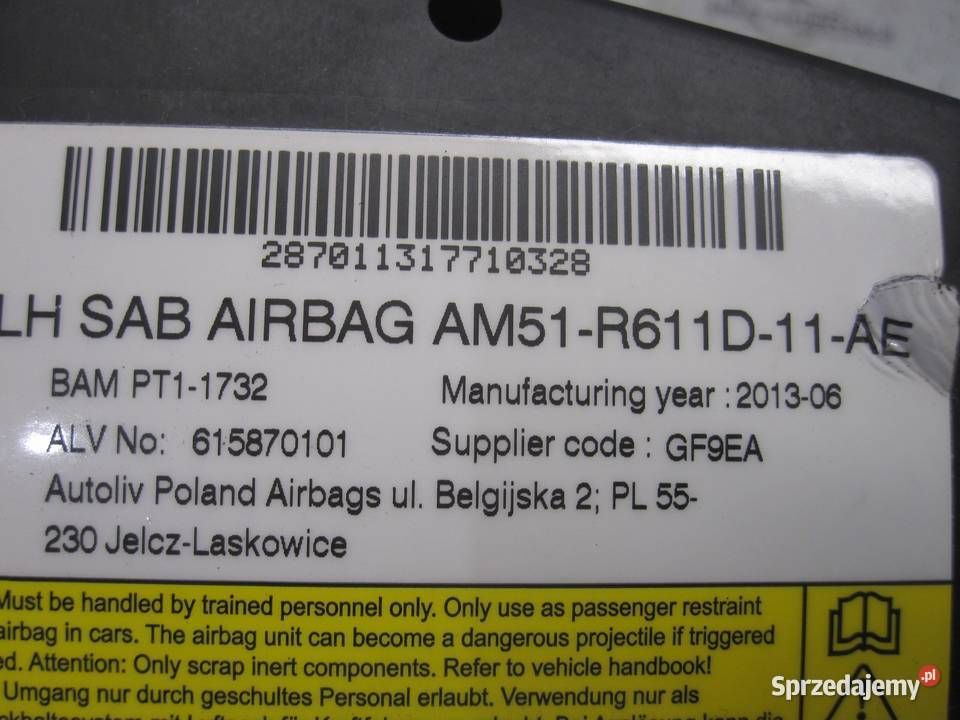 287011317710328
LH SAB AIRBAG AM51-R611D-11-AE
BAM PT1-1732 Manufacturing year : 2013-06
ALV No: 615870101 Supplier code : GF9EA
Autoliv Poland Airbags ul. Belgijska 2; PL 55-
230 Jelcz-Laskowice
Must be handled by trained personnel only. Only use as passenger restraint
airbag in cars. The airbag unit can become a dangerous projectile if triggered
ed. Attention: Only scrap inert components. Refer to vehicle handbook!
Umgang nur durch geschultes Personal erlaubt. Verwendung nur als
Sprzedajemy.pl